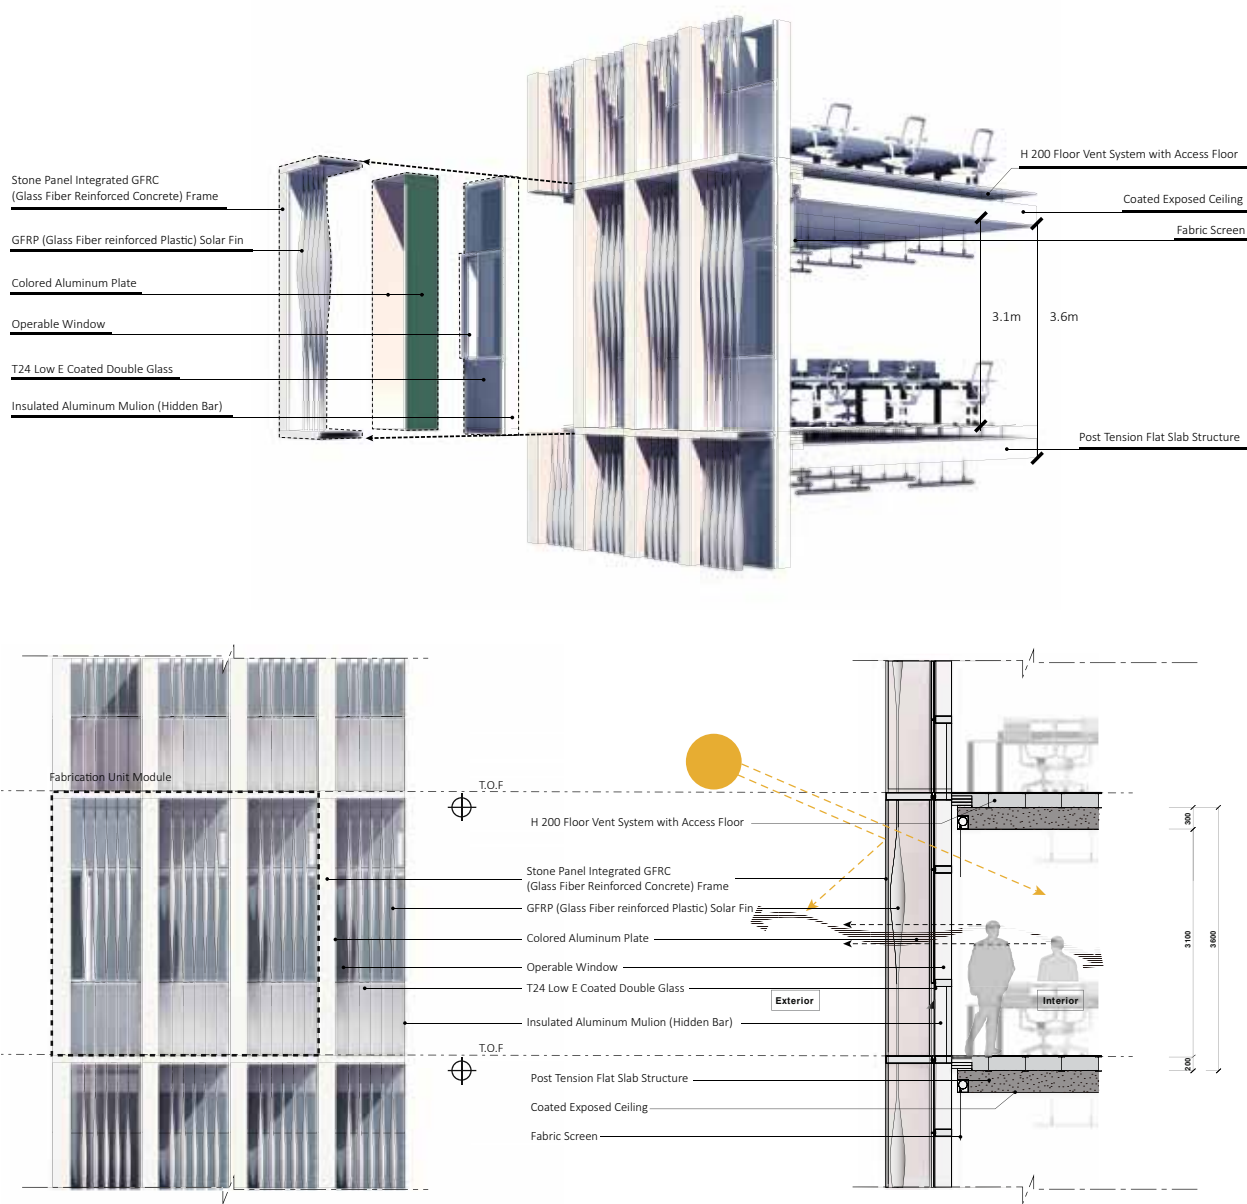 Stone Panel Integrated GFRC
(Glass Fiber Reinforced Concrete) Frame
GFRP (Glass Fiber reinforced Plastic) Solar Fin
Colored Aluminum Plate
Operable Window
T24 Low E Coated Double Glass
Insulated Aluminum Mulion (Hidden Bar)
H 200 Floor Vent System with Access Floor
Coated Exposed Ceiling
Fabric Screen
3.1m
3.6m
Post Tension Flat Slab Structure
Fabrication Unit Module
T.O.F
H 200 Floor Vent System with Access Floor
Stone Panel Integrated GFRC
(Glass Fiber Reinforced Concrete) Frame
GFRP (Glass Fiber reinforced Plastic) Solar Fin
Colored Aluminum Plate
Operable Window
T24 Low E Coated Double Glass
Insulated Aluminum Mulion (Hidden Bar)
T.O.F
Post Tension Flat Slab Structure
Coated Exposed Ceiling
Fabric Screen
Exterior
Interior
300
3100
3600
200